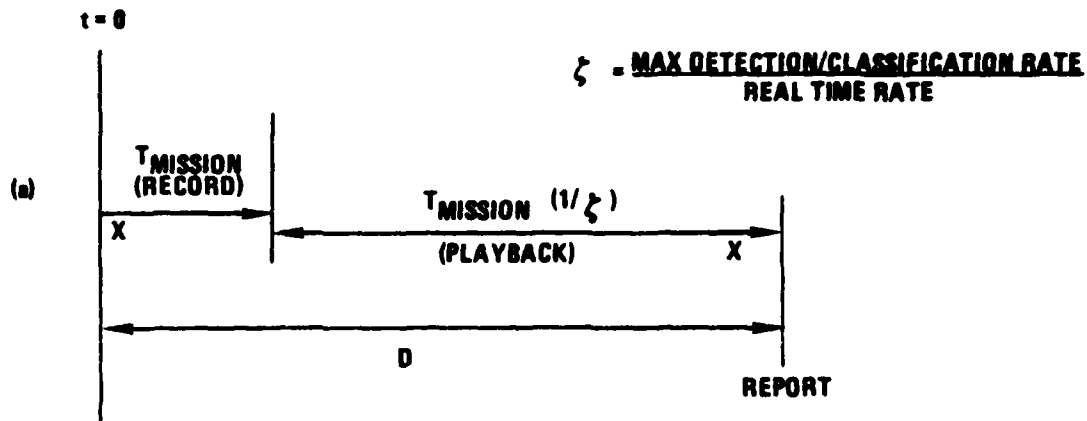 t = 0
ζ = MAX DETECTION/CLASSIFICATION RATE
REAL TIME RATE
(a)
TMISSION
(RECORD)
X
TMISSION (1/ζ)
(PLAYBACK)
X
D
REPORT